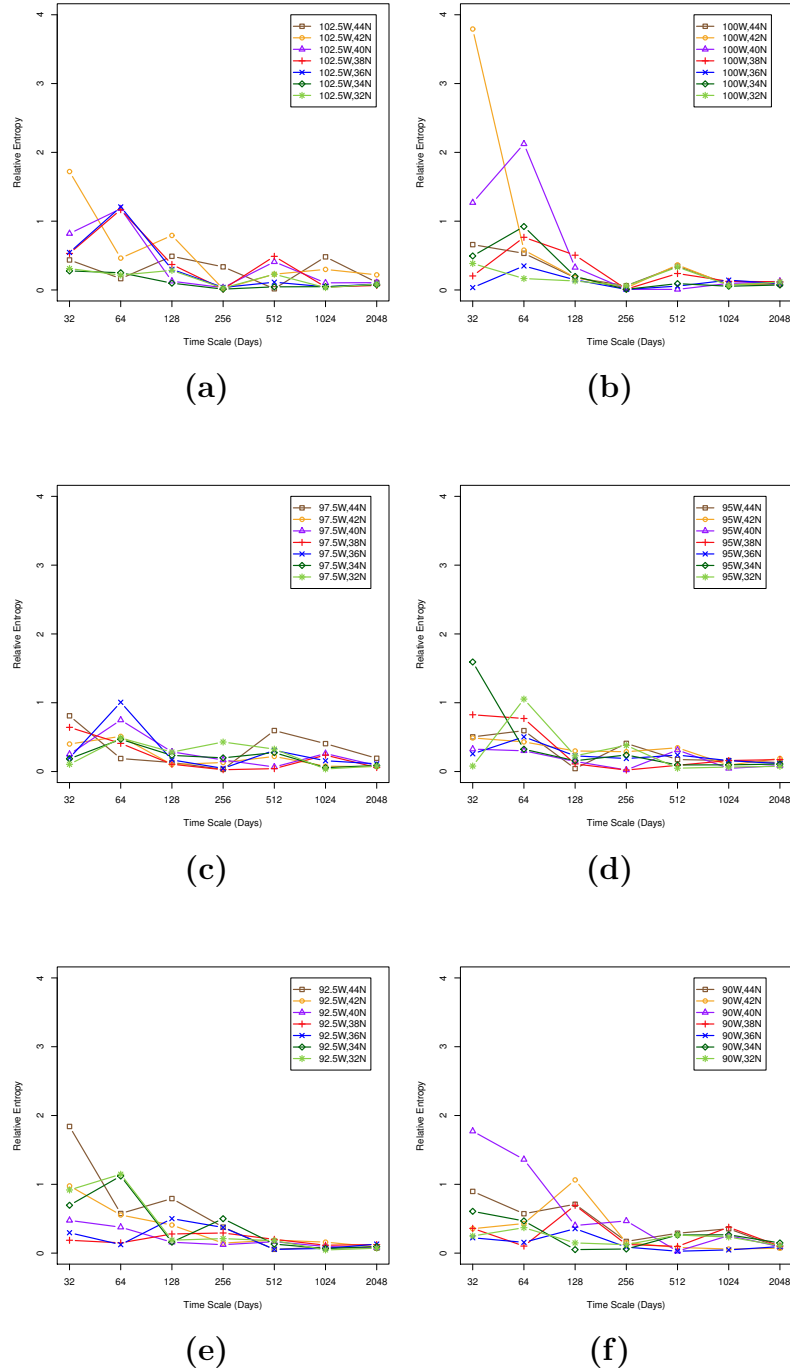 Relative Entropy
4
3
2
1
0
102.5W,44N
102.5W,42N
102.5W,40N
102.5W,38N
102.5W,36N
102.5W,34N
102.5W,32N
32 64 128 256 512 1024 2048
Time Scale (Days)
(a)
Relative Entropy
4
3
2
1
0
100W,44N
100W,42N
100W,40N
100W,38N
100W,36N
100W,34N
100W,32N
32 64 128 256 512 1024 2048
Time Scale (Days)
(b)
Relative Entropy
4
3
2
1
0
97.5W,44N
97.5W,42N
97.5W,40N
97.5W,38N
97.5W,36N
97.5W,34N
97.5W,32N
32 64 128 256 512 1024 2048
Time Scale (Days)
(c)
Relative Entropy
4
3
2
1
0
95W,44N
95W,42N
95W,40N
95W,38N
95W,36N
95W,34N
95W,32N
32 64 128 256 512 1024 2048
Time Scale (Days)
(d)
Relative Entropy
4
3
2
1
0
92.5W,44N
92.5W,42N
92.5W,40N
92.5W,38N
92.5W,36N
92.5W,34N
92.5W,32N
32 64 128 256 512 1024 2048
Time Scale (Days)
(e)
Relative Entropy
4
3
2
1
0
90W,44N
90W,42N
90W,40N
90W,38N
90W,36N
90W,34N
90W,32N
32 64 128 256 512 1024 2048
Time Scale (Days)
(f)